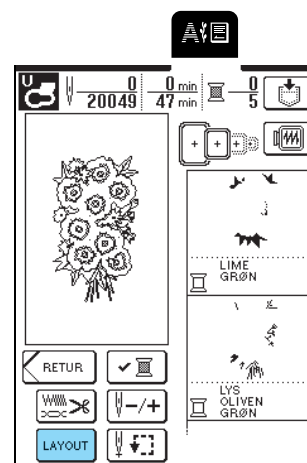 A
U
0 0 min 0
20049 47 min 5
LIME
GRØN
RETUR
LYS
OLIVEN
GRØN
-/+
LAYOUT